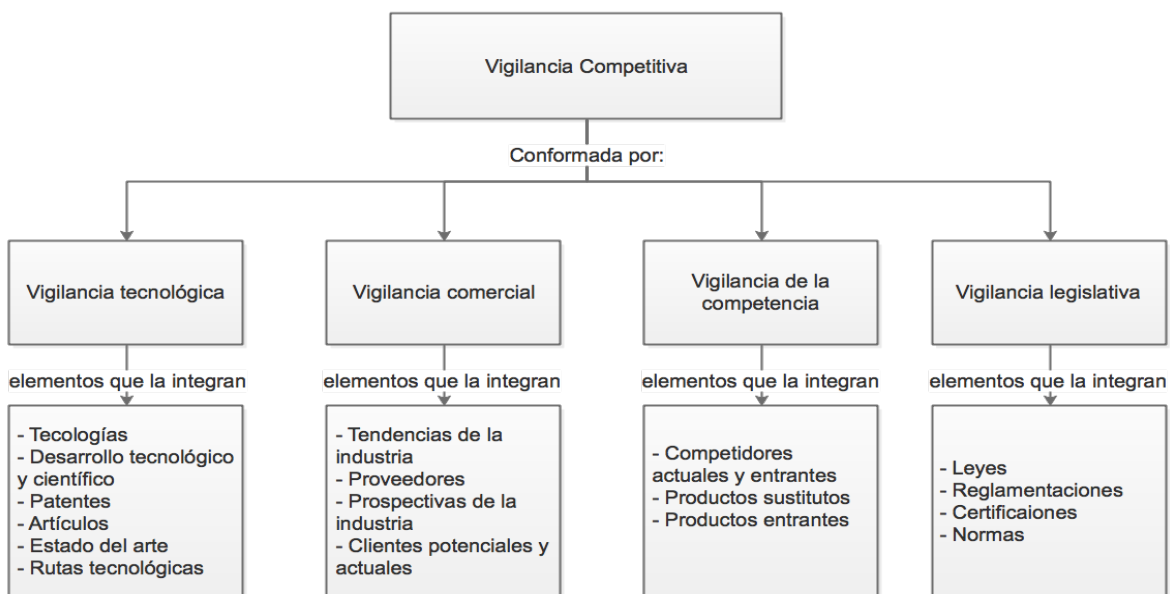 Vigilancia Competitiva
Conformada por:
Vigilancia tecnológica
Vigilancia comercial
Vigilancia de la
competencia
Vigilancia legislativa
elementos que la integran
elementos que la integran
elementos que la integran
elementos que la integran
- Tecologías
- Desarrollo tecnológico
y científico
- Patentes
- Artículos
- Estado del arte
- Rutas tecnológicas
- Tendencias de la
industria
- Proveedores
- Prospectivas de la
industria
- Clientes potenciales y
actuales
- Competidores
actuales y entrantes
- Productos sustitutos
- Productos entrantes
- Leyes
- Reglamentaciones
- Certificaiones
- Normas